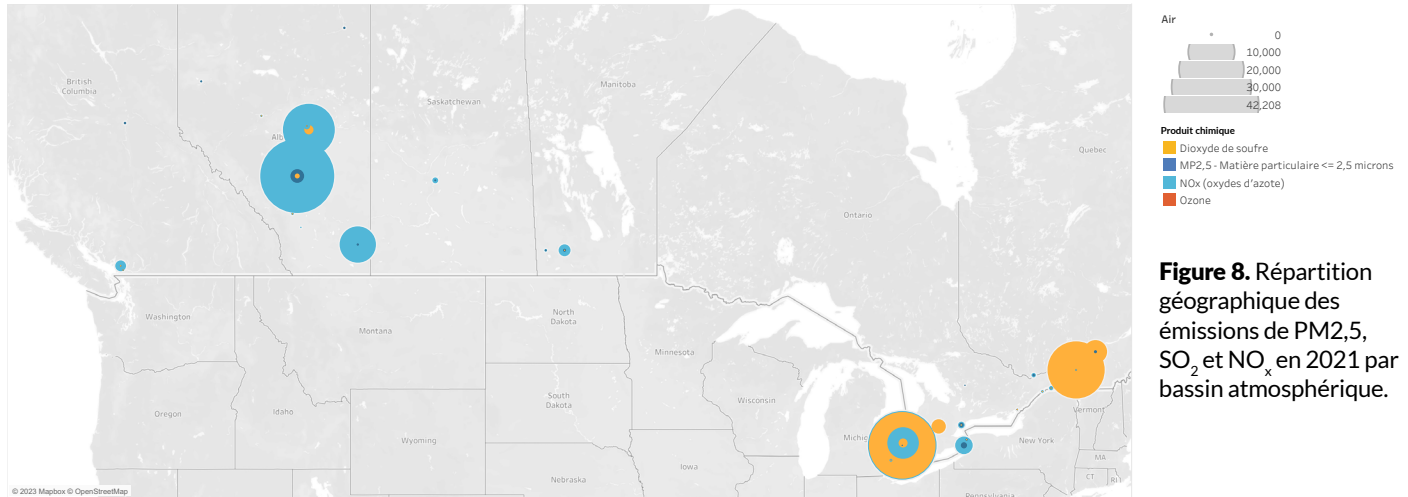 British
Columbia
Saskatchewan
Manitoba
Ontario
Quebec
Washington
Montana
North
Dakota
Minnesota
Oregon
Idaho
Wyoming
South
Dakota
Wisconsin
Iowa
Nebraska
New York
Vermont
MA
CT
© 2023 Mapbox © OpenStreetMap
Air
0
10,000
20,000
30,000
42,208
Produit chimique
Dioxyde de soufre
MP2,5 - Matière particulaire <= 2,5 microns
NOx (oxydes d'azote)
Ozone
Figure 8. Répartition
géographique des
émissions de PM2,5,
SO₂ et NOₓ en 2021 par
bassin atmosphérique.